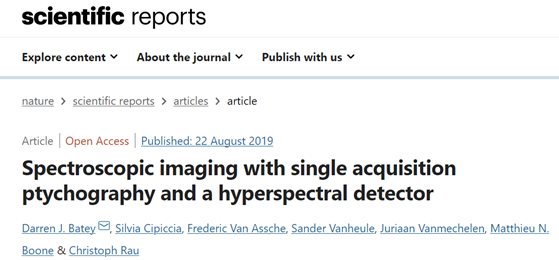 scientific reports
Explore content About the journal Publish with us
nature > scientific reports > articles > article
Article | Open Access | Published: 22 August 2019
Spectroscopic imaging with single acquisition
ptychography and a hyperspectral detector
Darren J. Batey, Silvia Cipiccia, Frederic Van Assche, Sander Vanheule, Juriaan Vanmechelen, Matthieu N.
Boone & Christoph Rau